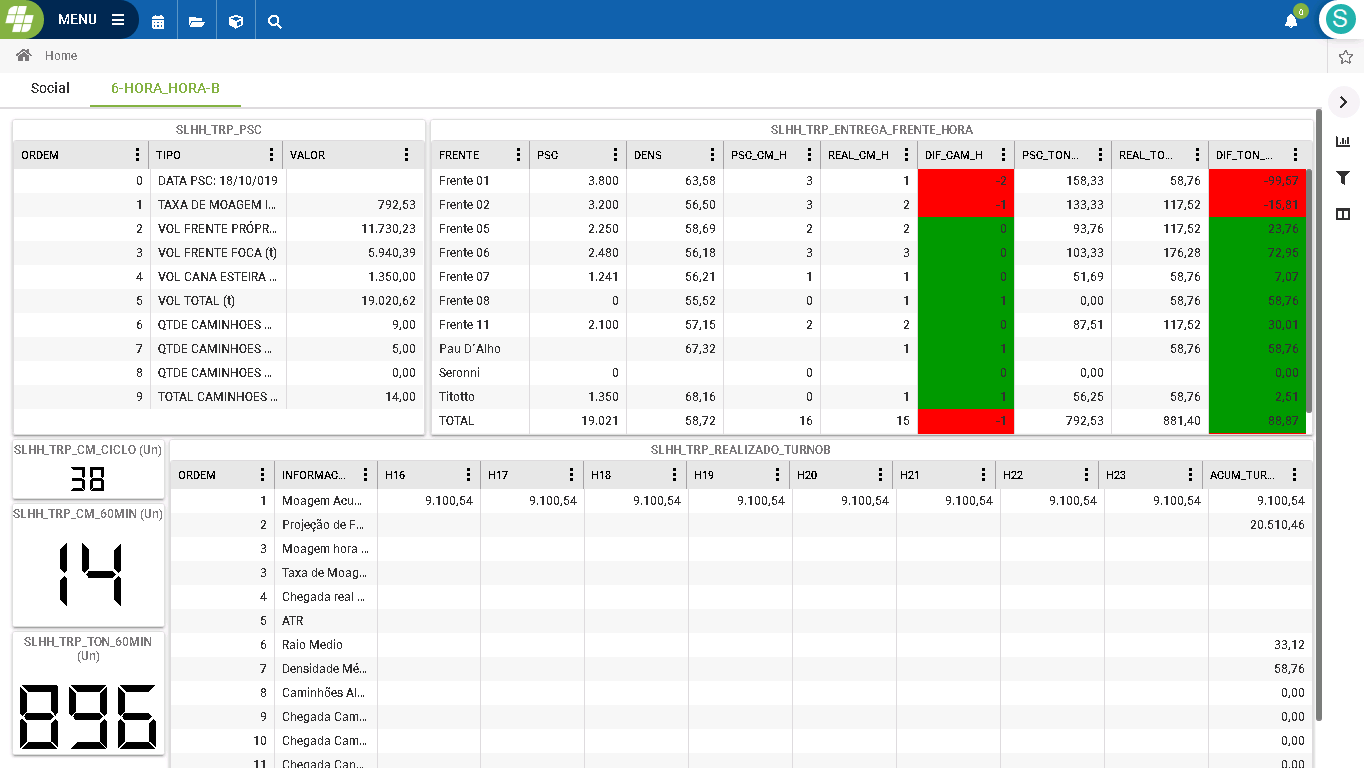 MENU
0
S
Home
Social 6-HORA_HORA-B
SLHH_TRP_PSC
ORDEM TIPO VALOR
0 DATA PSC: 18/10/019
1 TAXA DE MOAGEM I... 792,53
2 VOL FRENTE PRÓPR... 11.730,23
3 VOL FRENTE FOCA (t) 5.940,39
4 VOL CANA ESTEIRA ... 1.350,00
5 VOL TOTAL (t) 19.020,62
6 QTDE CAMINHOES ... 9,00
7 QTDE CAMINHOES ... 5,00
8 QTDE CAMINHOES ... 0,00
9 TOTAL CAMINHOES ... 14,00
SLHH_TRP_ENTREGA_FRENTE_HORA
FRENTE PSC DENS PSC_CM_H REAL_CM_H DIF_CAM_H PSC_TON... REAL_TO... DIF_TON_...
Frente 01 3.800 63,58 3 1 -2 158,33 58,76 -99,57
Frente 02 3.200 56,50 3 2 -1 133,33 117,52 -15,81
Frente 05 2.250 58,69 2 2 0 93,76 117,52 23,76
Frente 06 2.480 56,18 3 3 0 103,33 176,28 72,95
Frente 07 1.241 56,21 1 1 0 51,69 58,76 7,07
Frente 08 0 55,52 0 1 1 0,00 58,76 58,76
Frente 11 2.100 57,15 2 2 0 87,51 117,52 30,01
Pau D´Alho 67,32 1 1 58,76 58,76
Seronni 0 0 0 0,00 0,00
Titotto 1.350 68,16 0 1 1 56,25 58,76 2,51
TOTAL 19.021 58,72 16 15 -1 792,53 881,40 88,87
SLHH_TRP_CM_CICLO (Un)
38
SLHH_TRP_CM_60MIN (Un)
14
SLHH_TRP_TON_60MIN
(Un)
896
SLHH_TRP_REALIZADO_TURNOB
ORDEM INFORMAC... H16 H17 H18 H19 H20 H21 H22 H23 ACUM_TUR...
1 Moagem Acu... 9.100,54 9.100,54 9.100,54 9.100,54 9.100,54 9.100,54 9.100,54 9.100,54 9.100,54
2 Projeção de F... 20.510,46
3 Moagem hora ...
3 Taxa de Moag...
4 Chegada real ...
5 ATR
6 Raio Medio 33,12
7 Densidade Mé... 58,76
8 Caminhões Al... 0,00
9 Chegada Cam... 0,00
10 Chegada Cam... 0,00
11 Chegada Can... 0,00